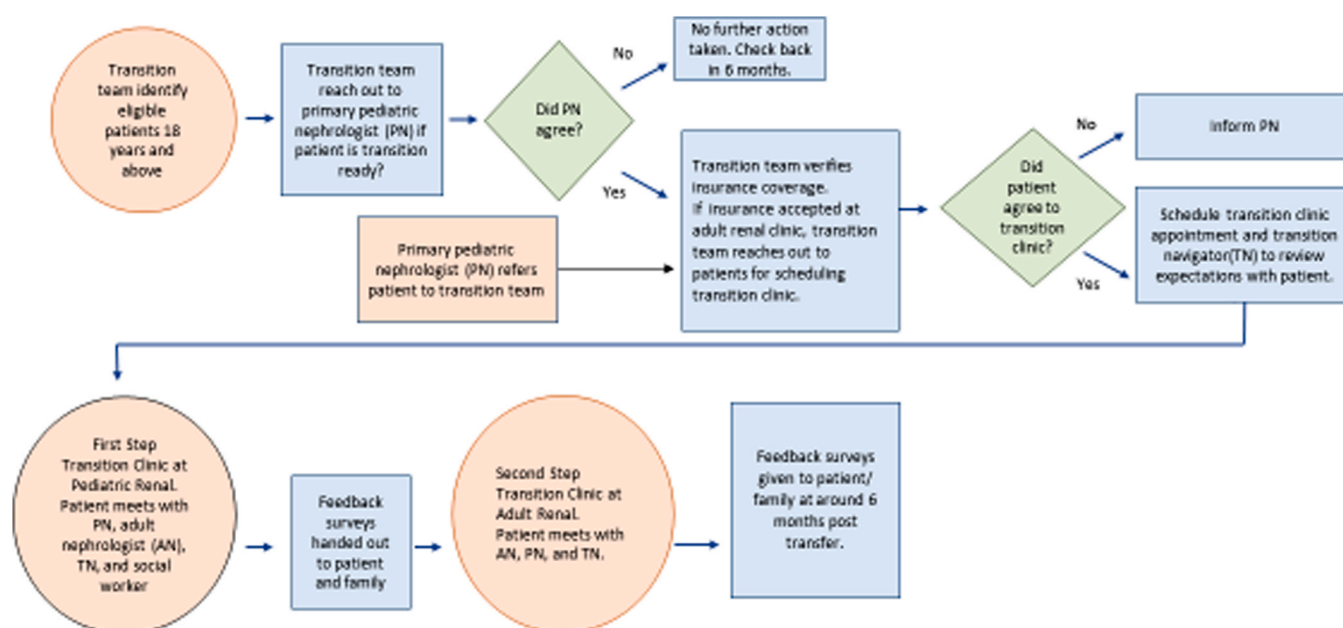 Transition
team identify
eligible
patients 18
years and
above
Transition team
reach out to
primary pediatric
nephrologist (PN) if
patient is transition
ready?
Did PN
agree?
No
No further action
taken. Check back
in 6 months.
Yes
Primary pediatric
nephrologist (PN) refers
patient to transition team
Transition team verifies
insurance coverage.
If insurance accepted at
adult renal clinic, transition
team reaches out to
patients for scheduling
transition clinic.
Did
patient
agree to
transition
clinic?
No
Inform PN
Yes
Schedule transition clinic
appointment and transition
navigator(TN) to review
expectations with patient.
First Step
Transition Clinic at
Pediatric Renal.
Patient meets with
PN, adult
nephrologist (AN),
TN, and social
worker
Feedback
surveys
handed out
to patient
and family
Second Step
Transition Clinic at
Adult Renal.
Patient meets with
AN, PN, and TN.
Feedback surveys
given to patient/
family at around 6
months post
transfer.